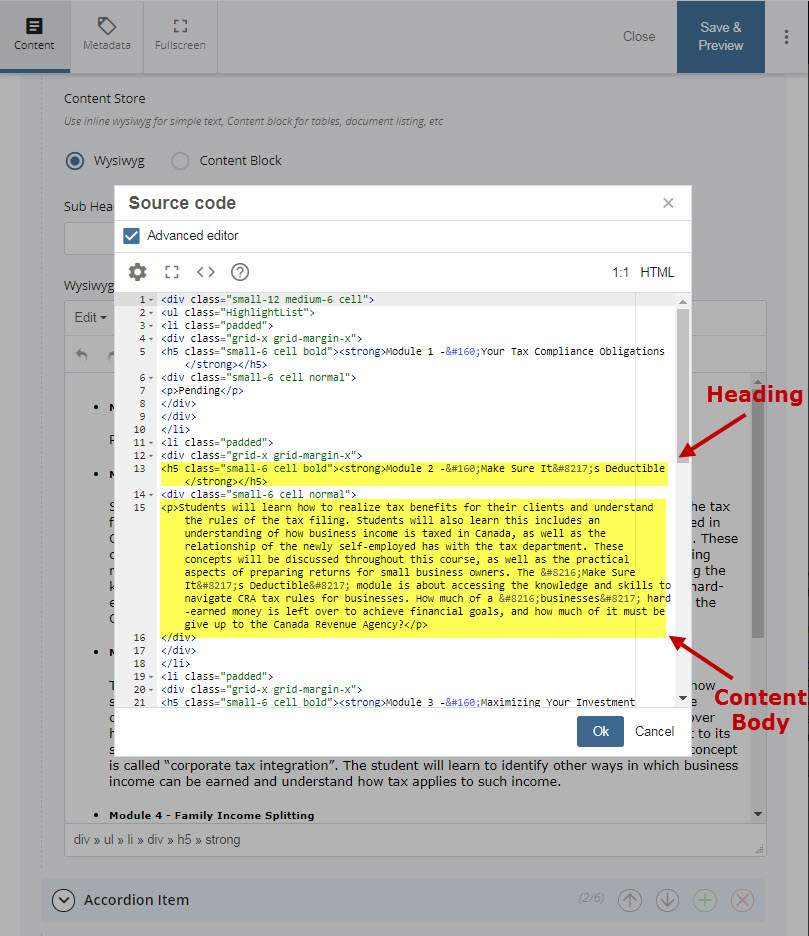 Content
Metadata
Fullscreen
Close
Save &
Preview
Content Store
Use inline wysiwyg for simple text, Content block for tables, document listing, etc
Wysiwyg
Content Block
Sub Hea
Wysiwyg
Edit
Source code
Advanced editor
1:1 HTML
1 <div class="small-12 medium-6 cell">
2 <ul class="HighlightList">
3 <li class="padded">
4 <div class="grid-x grid-margin-x">
5 <h5 class="small-6 cell bold"><strong>Module 1 -&#160;Your Tax Compliance Obligations
</strong></h5>
6 <div class="small-6 cell normal">
7 <p>Pending</p>
8 </div>
9 </div>
10 </li>
11 <li class="padded">
12 <div class="grid-x grid-margin-x">
13 <h5 class="small-6 cell bold"><strong>Module 2 -&#160;Make Sure It&#8217;s Deductible
</strong></h5>
14 <div class="small-6 cell normal">
15 <p>Students will learn how to realize tax benefits for their clients and understand
the rules of the tax filing. Students will also learn this includes an
understanding of how business income is taxed in Canada, as well as the
relationship of the newly self-employed has with the tax department. These
concepts will be discussed throughout this course, as well as the practical
aspects of preparing returns for small business owners. The &#8216;Make Sure
It&#8217;s Deductible&#8217; module is about accessing the knowledge and skills to
navigate CRA tax rules for businesses. How much of a &#8216;businesses&#8217; hard
-earned money is left over to achieve financial goals, and how much of it must be
give up to the Canada Revenue Agency?</p>
16 </div>
17 </div>
18 </li>
19 <li class="padded">
20 <div class="grid-x grid-margin-x">
21 <h5 class="small-6 cell bold"><strong>Module 3 -&#160;Maximizing Your Investment
Ok
Cancel
Heading
Content
Body
the tax
ed in
These
ing
g the
hard-
the
how
e
over
t to its
concept
is called “corporate tax integration”. The student will learn to identify other ways in which business
income can be earned and understand how tax applies to such income.
Module 4 - Family Income Splitting
div » ul » li » div » h5 » strong
Accordion Item
(2/6)